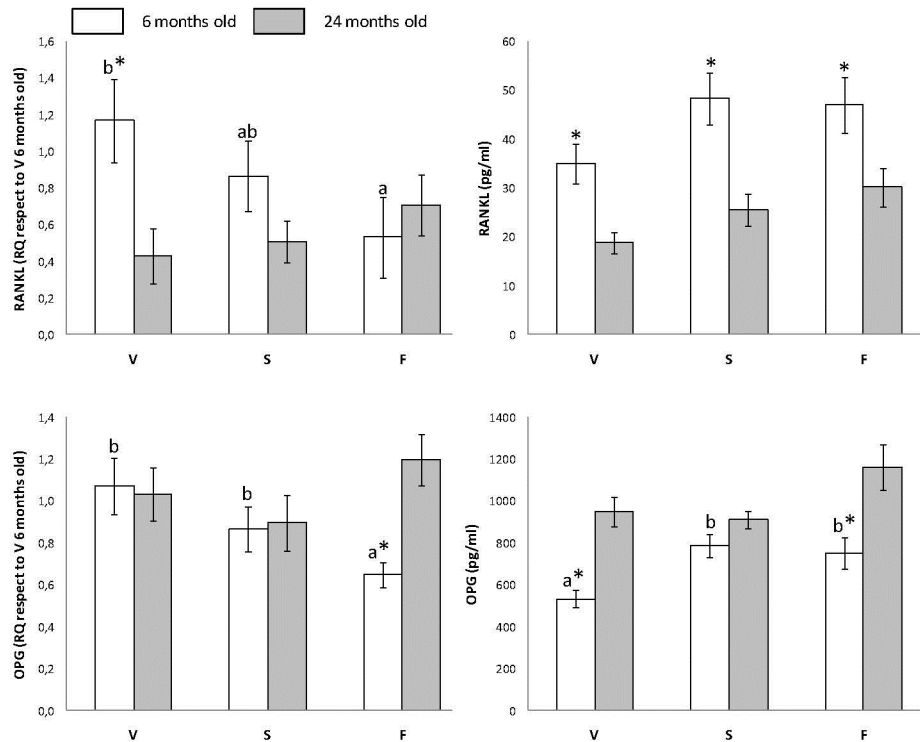 6 months old
24 months old
RANKL (RQ respect to V 6 months old)
1,6
1,4
1,2
1,0
0,8
0,6
0,4
0,2
0,0
b*
ab
a
V
S
F
RANKL (pg/ml)
60
50
40
30
20
10
0
*
*
*
V
S
F
OPG (RQ respect to V 6 months old)
1,4
1,2
1,0
0,8
0,6
0,4
0,2
0,0
b
b
a*
V
S
F
OPG (pg/ml)
1400
1200
1000
800
600
400
200
0
a*
b
b*
V
S
F